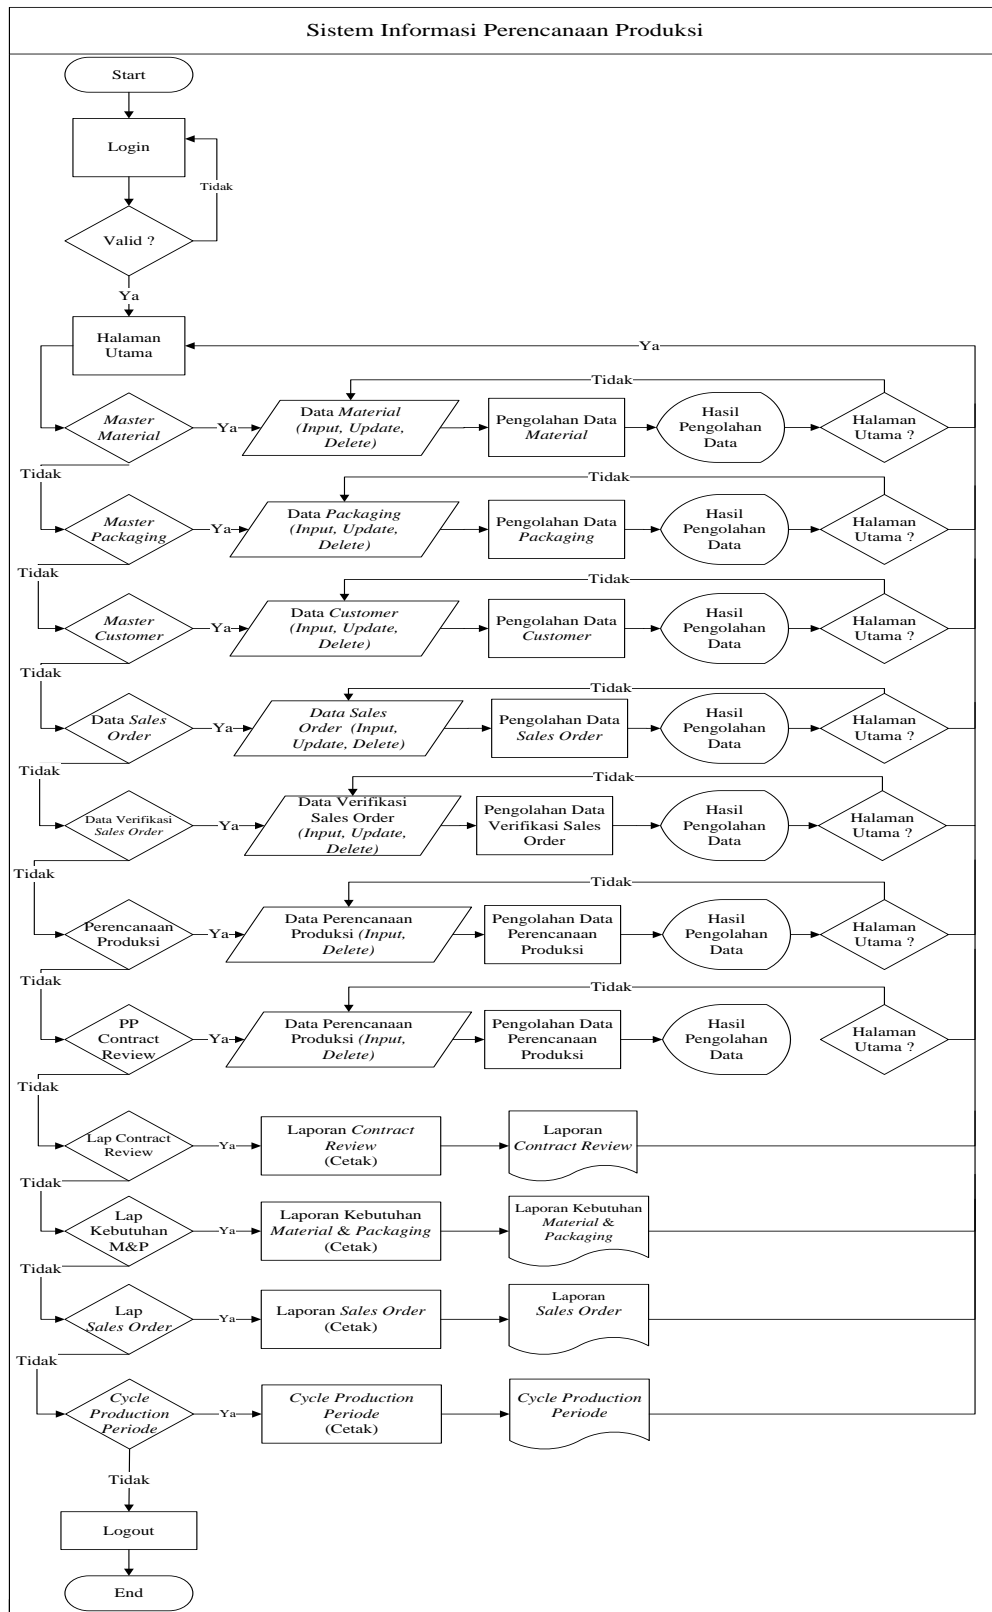 Sistem Informasi Perencanaan Produksi
Start
Login
Tidak
Valid ?
Ya
Halaman
Utama
Ya
Tidak
Master
Material
Ya
Data Material
(Input, Update,
Delete)
Pengolahan Data
Material
Hasil
Pengolahan
Data
Halaman
Utama ?
Tidak
Tidak
Master
Packaging
Ya
Data Packaging
(Input, Update,
Delete)
Pengolahan Data
Packaging
Hasil
Pengolahan
Data
Halaman
Utama ?
Tidak
Tidak
Master
Customer
Ya
Data Customer
(Input, Update,
Delete)
Pengolahan Data
Customer
Hasil
Pengolahan
Data
Halaman
Utama ?
Tidak
Tidak
Data Sales
Order
Ya
Data Sales
Order (Input,
Update, Delete)
Pengolahan Data
Sales Order
Hasil
Pengolahan
Data
Halaman
Utama ?
Tidak
Tidak
Data Verifikasi
Sales Order
Ya
Data Verifikasi
Sales Order
(Input, Update,
Delete)
Pengolahan Data
Verifikasi Sales
Order
Hasil
Pengolahan
Data
Halaman
Utama ?
Tidak
Tidak
Perencanaan
Produksi
Ya
Data Perencanaan
Produksi (Input,
Delete)
Pengolahan Data
Perencanaan
Produksi
Hasil
Pengolahan
Data
Halaman
Utama ?
Tidak
Tidak
PP
Contract
Review
Ya
Data Perencanaan
Produksi (Input,
Delete)
Pengolahan Data
Perencanaan
Produksi
Hasil
Pengolahan
Data
Halaman
Utama ?
Tidak
Lap Contract
Review
Ya
Laporan Contract
Review
(Cetak)
Laporan
Contract Review
Tidak
Lap
Kebutuhan
M&P
Ya
Laporan Kebutuhan
Material & Packaging
(Cetak)
Laporan Kebutuhan
Material &
Packaging
Tidak
Lap
Sales Order
Ya
Laporan Sales Order
(Cetak)
Laporan
Sales Order
Tidak
Cycle
Production
Periode
Ya
Cycle Production
Periode
(Cetak)
Cycle Production
Periode
Tidak
Logout
End